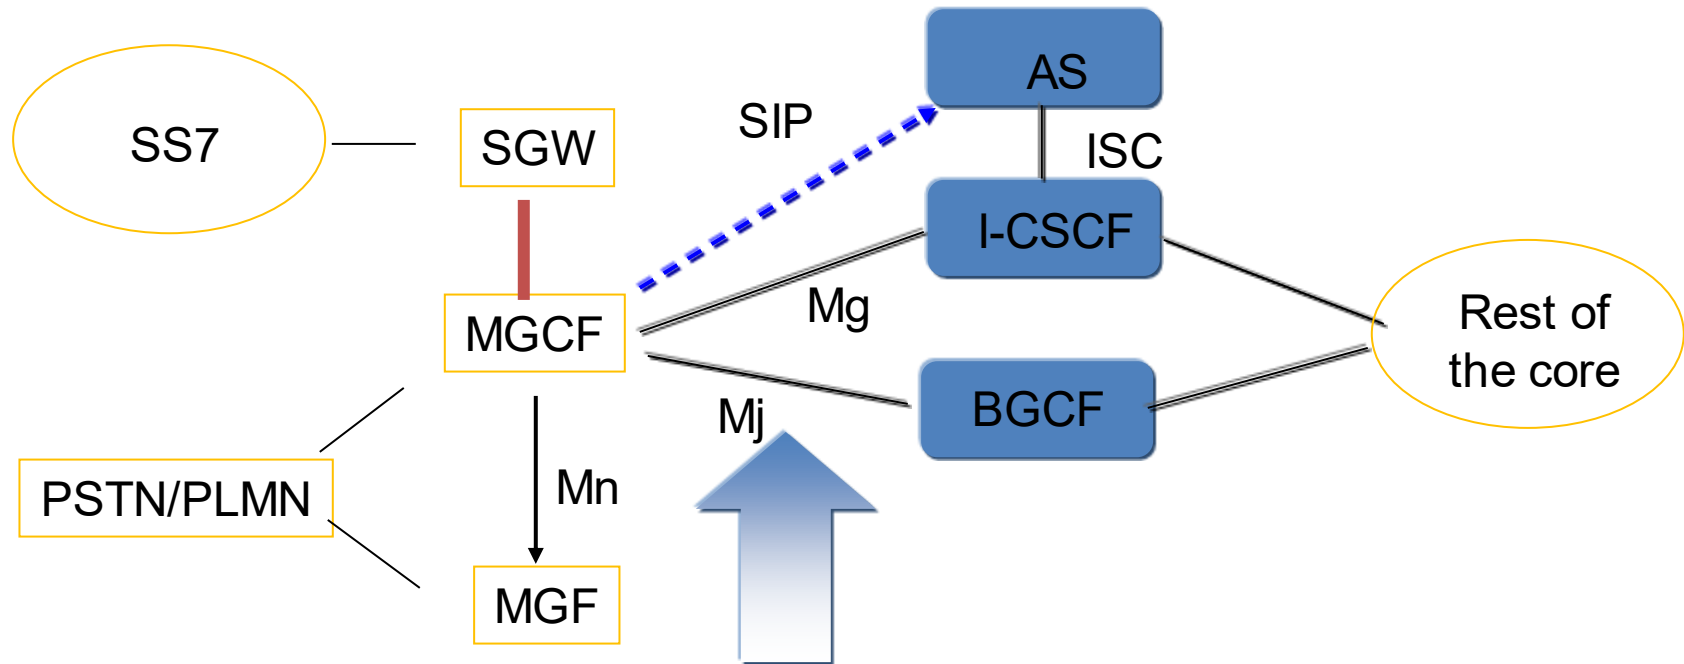 AS
SIP
SS7
SGW
ISC
I-CSCF
Mg
MGCF
Rest of
the core
Mj
BGCF
PSTN/PLMN
Mn
MGF